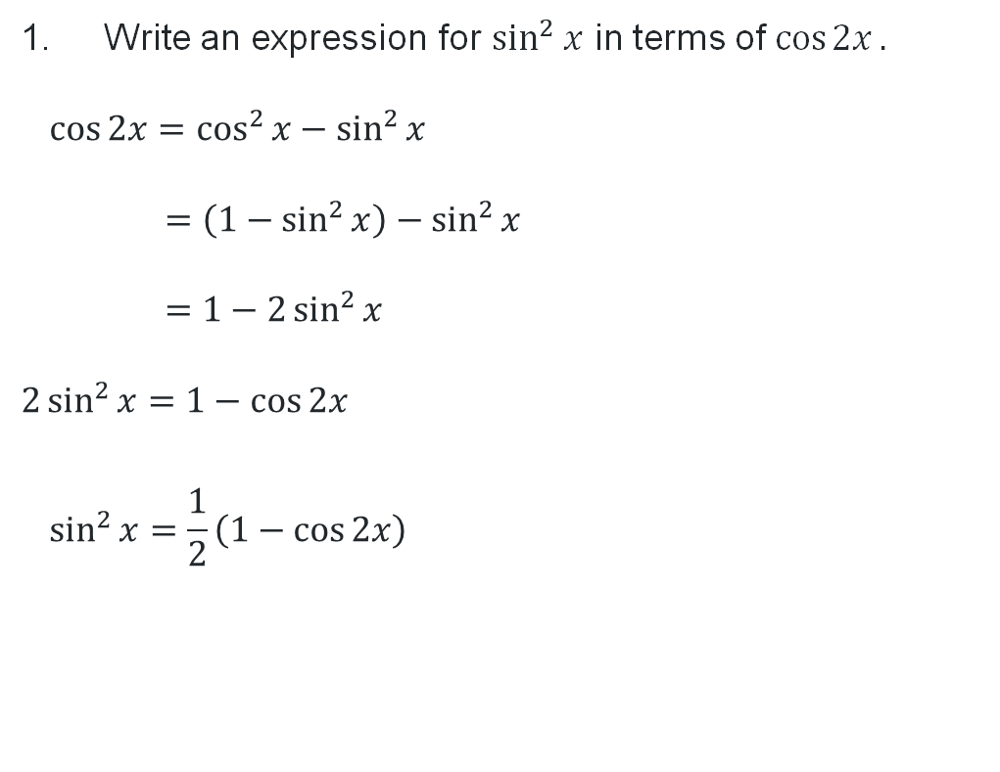 1. Write an expression for sin² x in terms of cos 2x .
cos 2x = cos² x − sin² x
= (1 − sin² x) − sin² x
= 1 − 2 sin² x
2 sin² x = 1 − cos 2x
sin² x = 1/2 (1 − cos 2x)